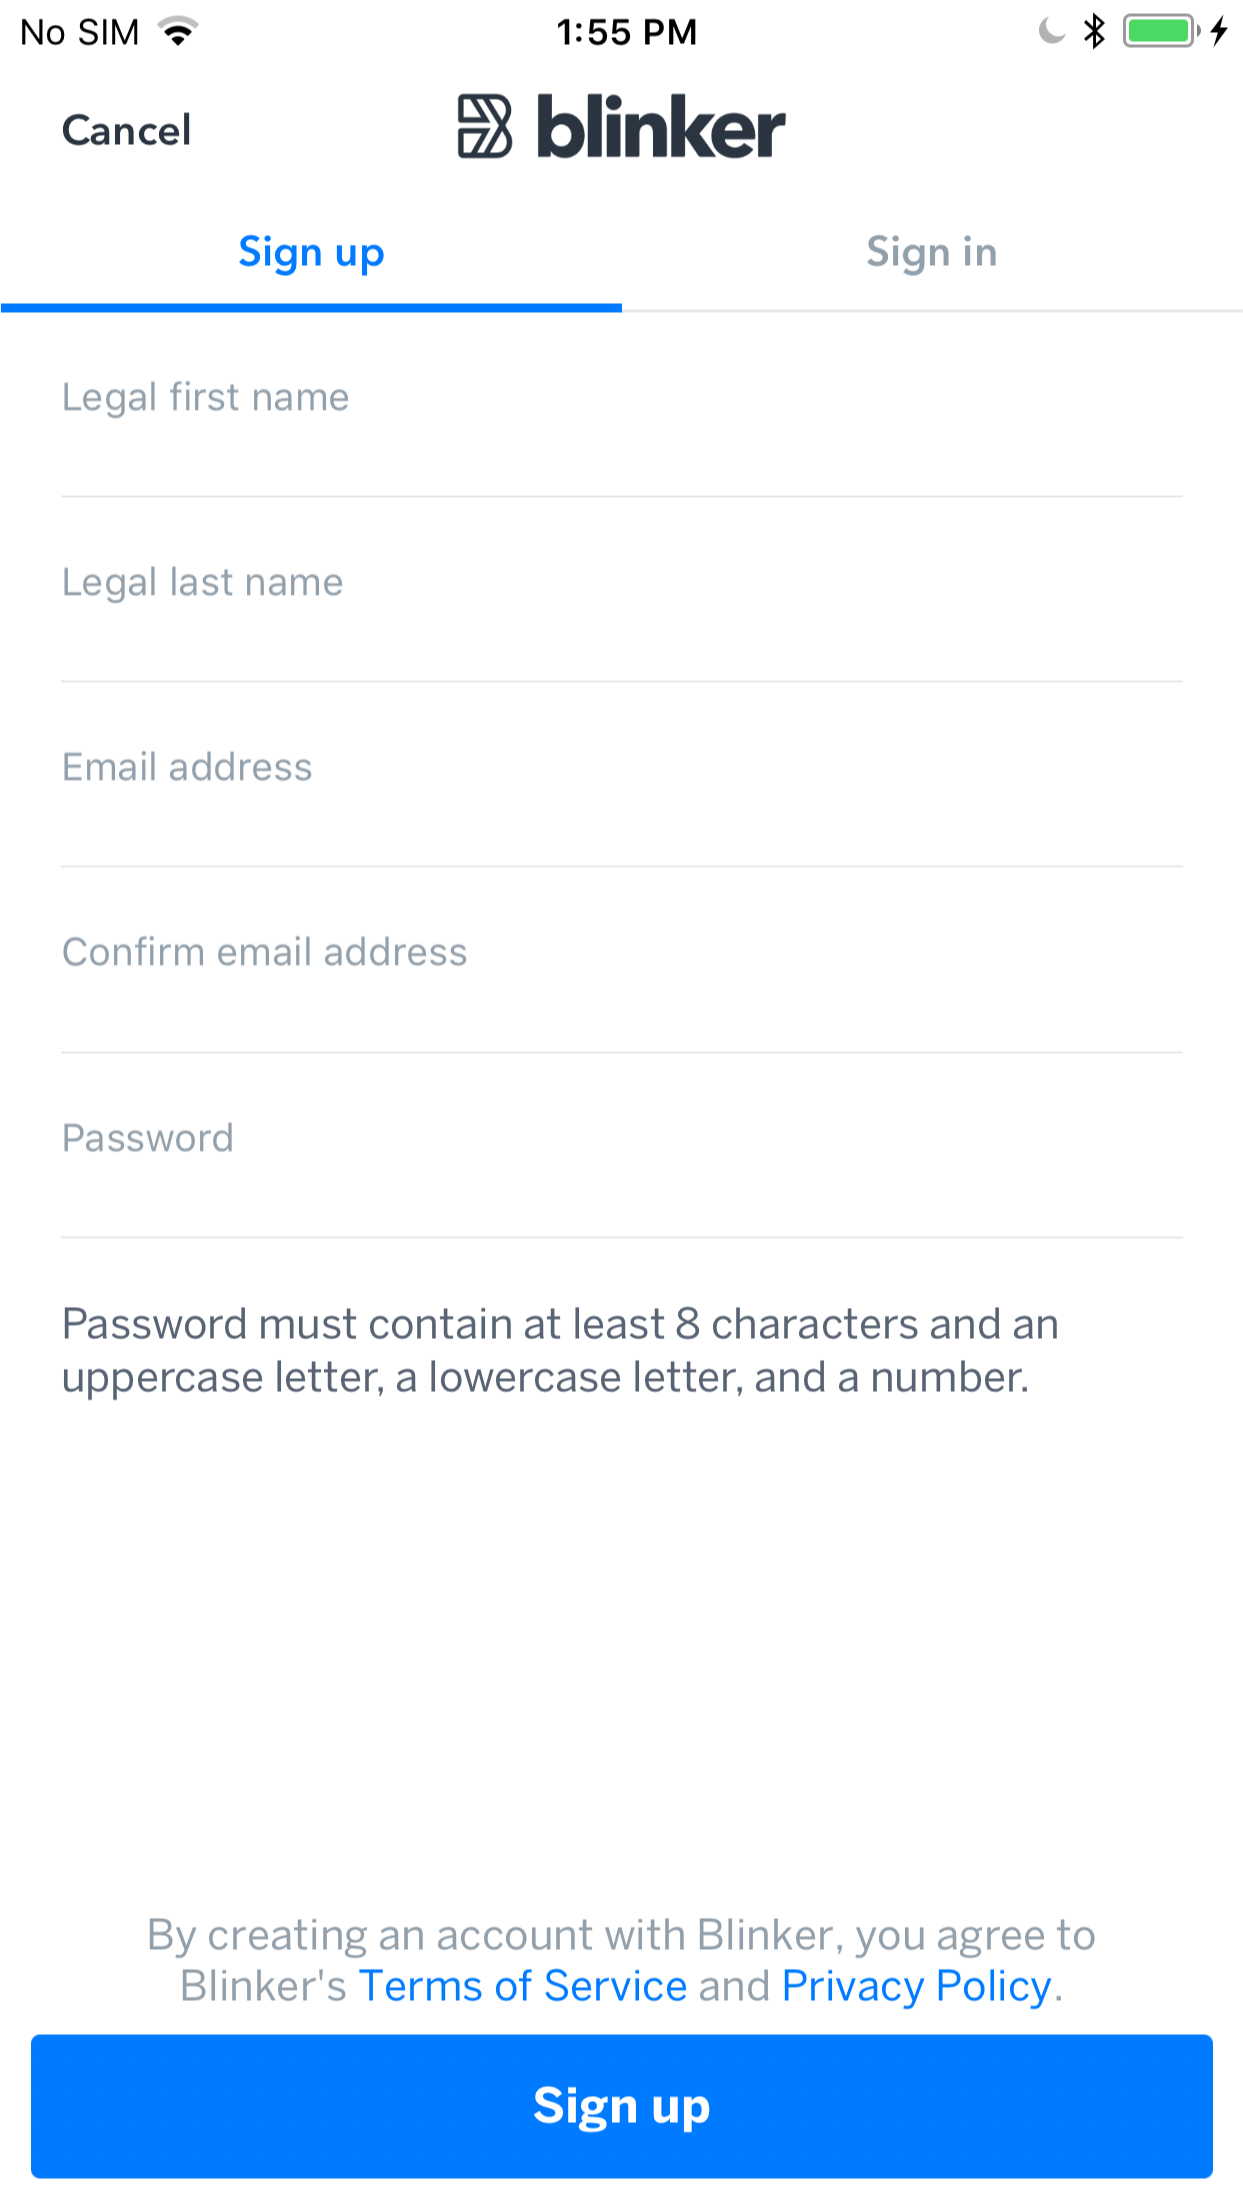 No SIM 1:55 PM
Cancel blinker
Sign up Sign in
Legal first name
Legal last name
Email address
Confirm email address
Password
Password must contain at least 8 characters and an
uppercase letter, a lowercase letter, and a number.
By creating an account with Blinker, you agree to
Blinker's Terms of Service and Privacy Policy.
Sign up